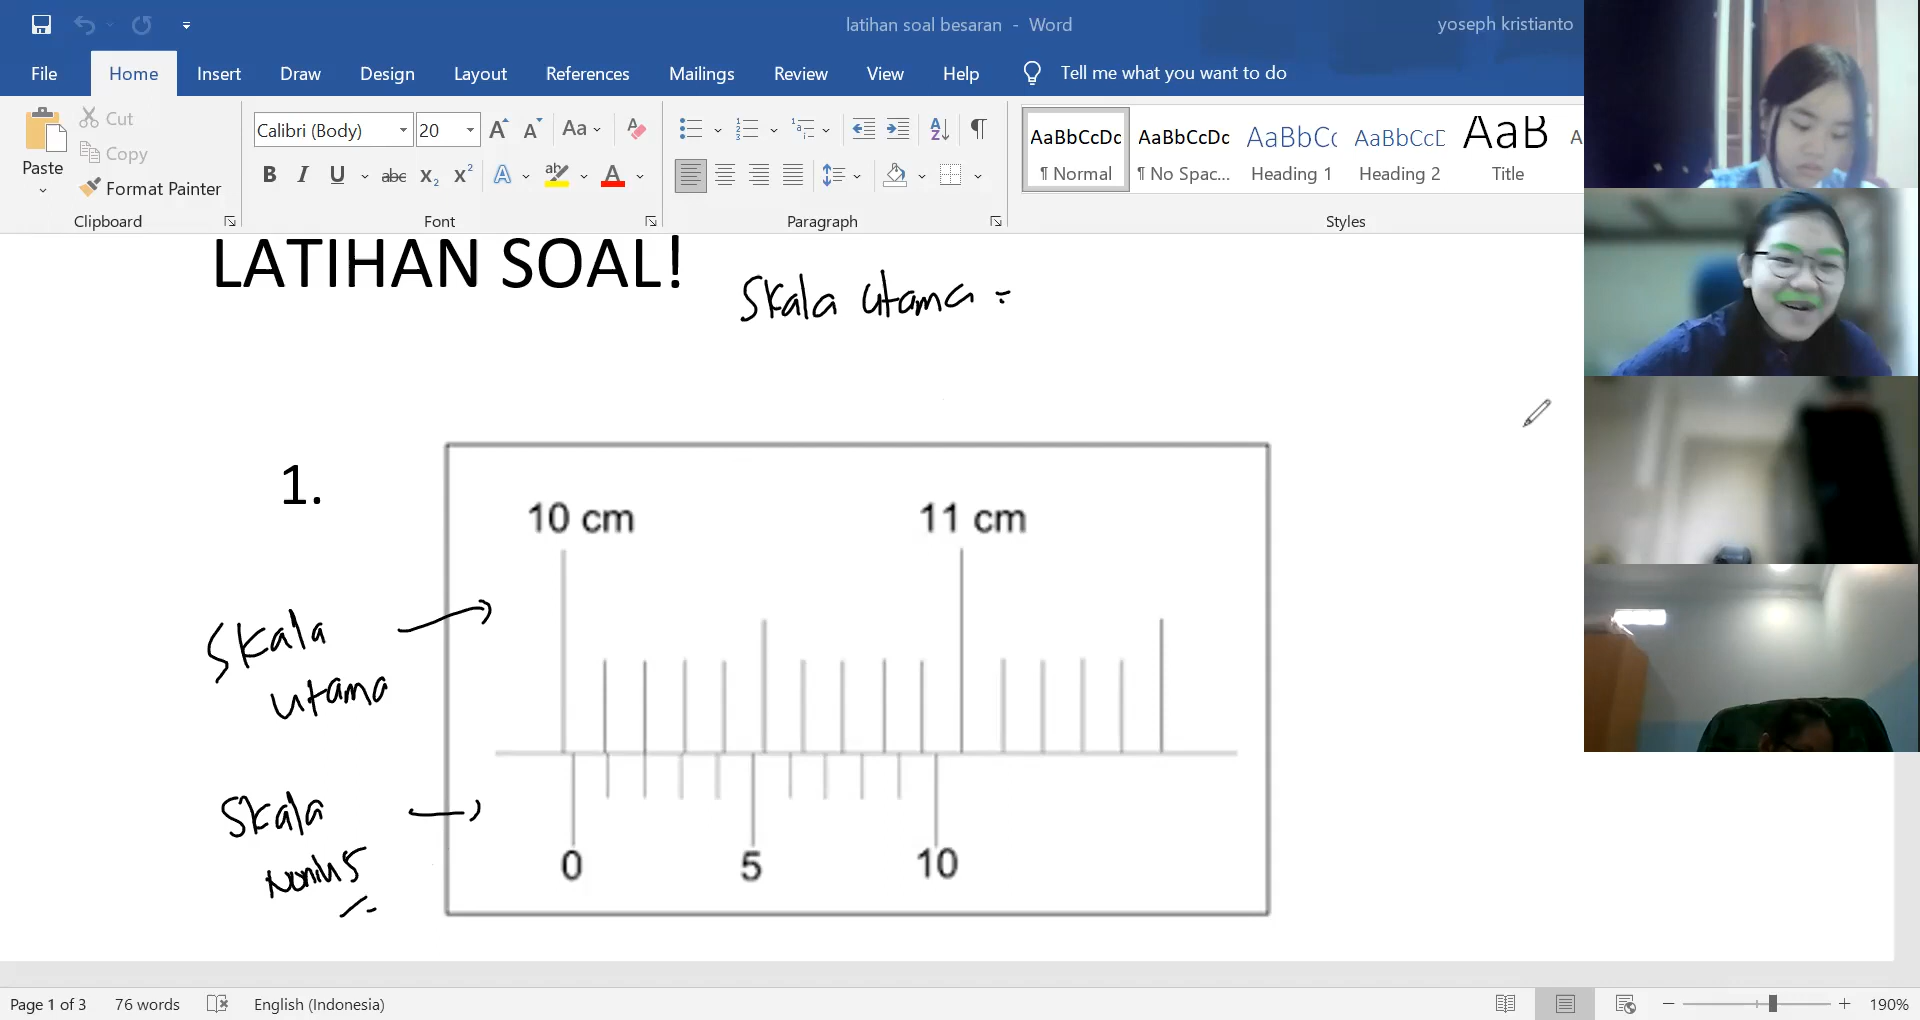 latihan soal besaran - Word
yoseph kristianto
File Home Insert Draw Design Layout References Mailings Review View Help Tell me what you want to do
Paste
Cut
Copy
Format Painter
Clipboard
Calibri (Body) 20
Font
Paragraph
AaBbCcDc AaBbCcDc AaBbCc AaBbCcE AaB A
¶ Normal ¶ No Spac... Heading 1 Heading 2 Title
Styles
LATIHAN SOAL!
Skala utama =
1.
10 cm 11 cm
Skala
utama
Skala
nonius
0 5 10
Page 1 of 3 76 words English (Indonesia) 190%